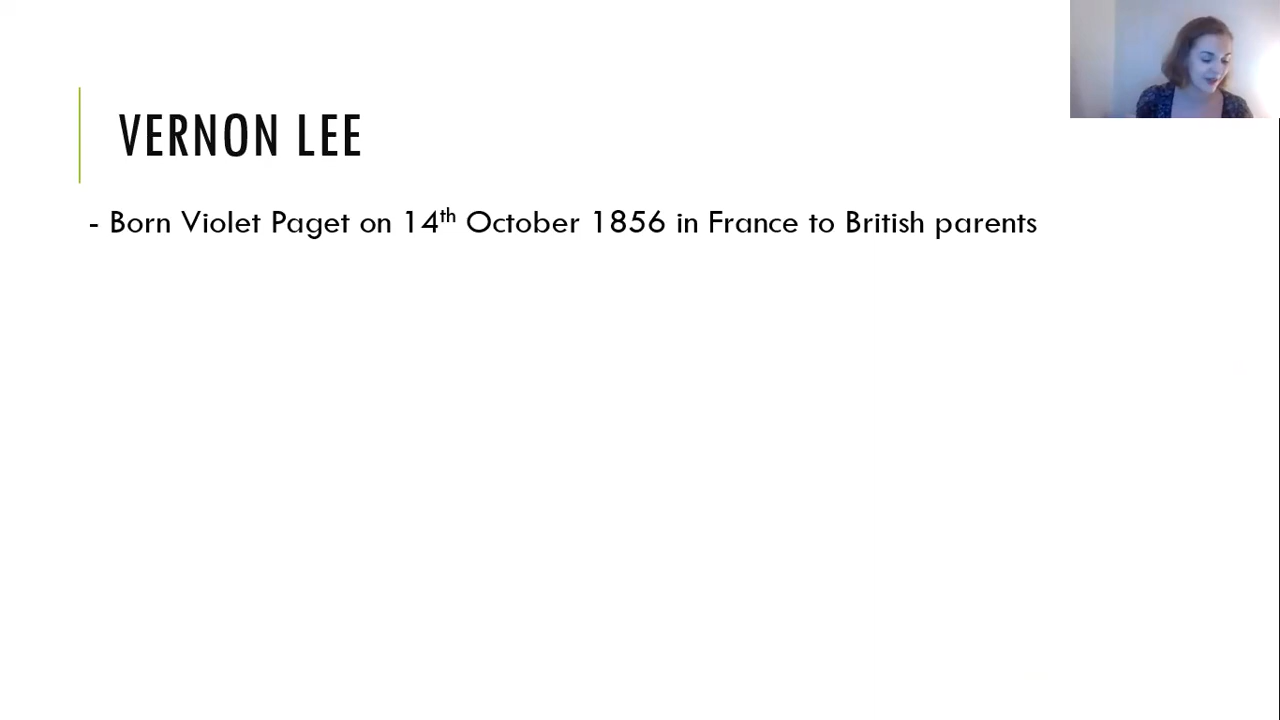 VERNON LEE
- Born Violet Paget on 14th October 1856 in France to British parents